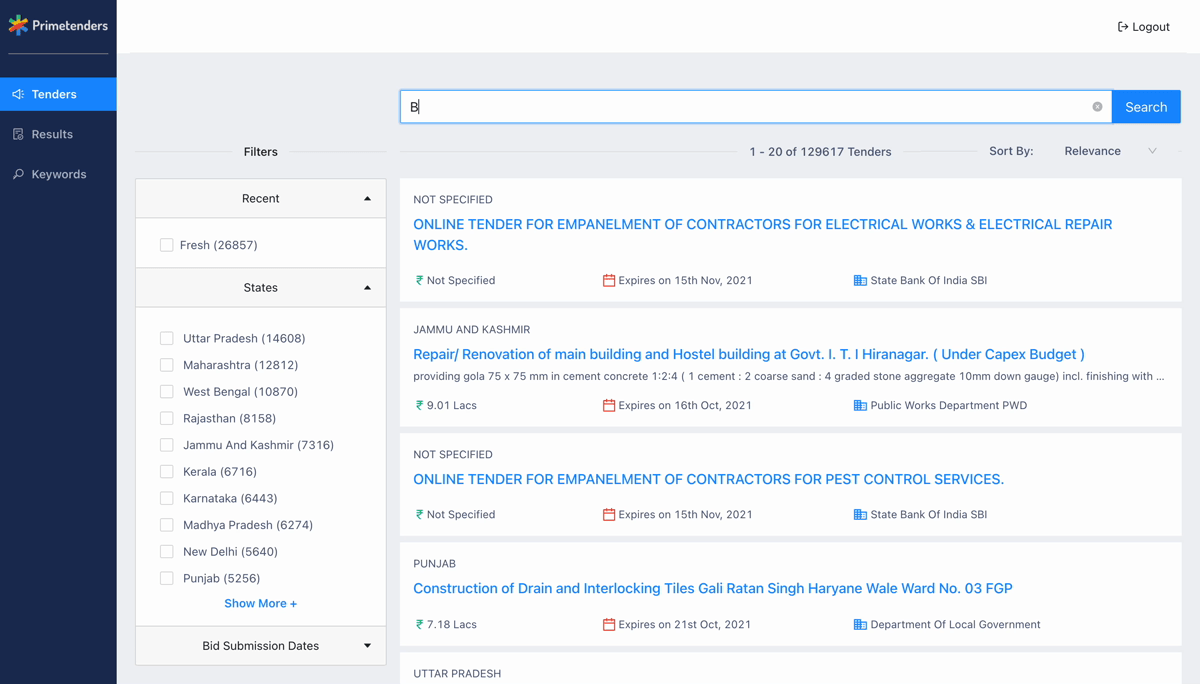 Primetenders
Logout
Tenders
Results
Keywords
B
Search
Filters
1 - 20 of 129617 Tenders
Sort By:
Relevance
Recent
Fresh (26857)
States
Uttar Pradesh (14608)
Maharashtra (12812)
West Bengal (10870)
Rajasthan (8158)
Jammu And Kashmir (7316)
Kerala (6716)
Karnataka (6443)
Madhya Pradesh (6274)
New Delhi (5640)
Punjab (5256)
Show More +
Bid Submission Dates
NOT SPECIFIED
ONLINE TENDER FOR EMPANELMENT OF CONTRACTORS FOR ELECTRICAL WORKS & ELECTRICAL REPAIR
WORKS.
₹ Not Specified
Expires on 15th Nov, 2021
State Bank Of India SBI
JAMMU AND KASHMIR
Repair/ Renovation of main building and Hostel building at Govt. I. T. I Hiranagar. ( Under Capex Budget )
providing gola 75 x 75 mm in cement concrete 1:2:4 ( 1 cement : 2 coarse sand : 4 graded stone aggregate 10mm down gauge) incl. finishing with ...
₹ 9.01 Lacs
Expires on 16th Oct, 2021
Public Works Department PWD
NOT SPECIFIED
ONLINE TENDER FOR EMPANELMENT OF CONTRACTORS FOR PEST CONTROL SERVICES.
₹ Not Specified
Expires on 15th Nov, 2021
State Bank Of India SBI
PUNJAB
Construction of Drain and Interlocking Tiles Gali Ratan Singh Haryane Wale Ward No. 03 FGP
₹ 7.18 Lacs
Expires on 21st Oct, 2021
Department Of Local Government
UTTAR PRADESH